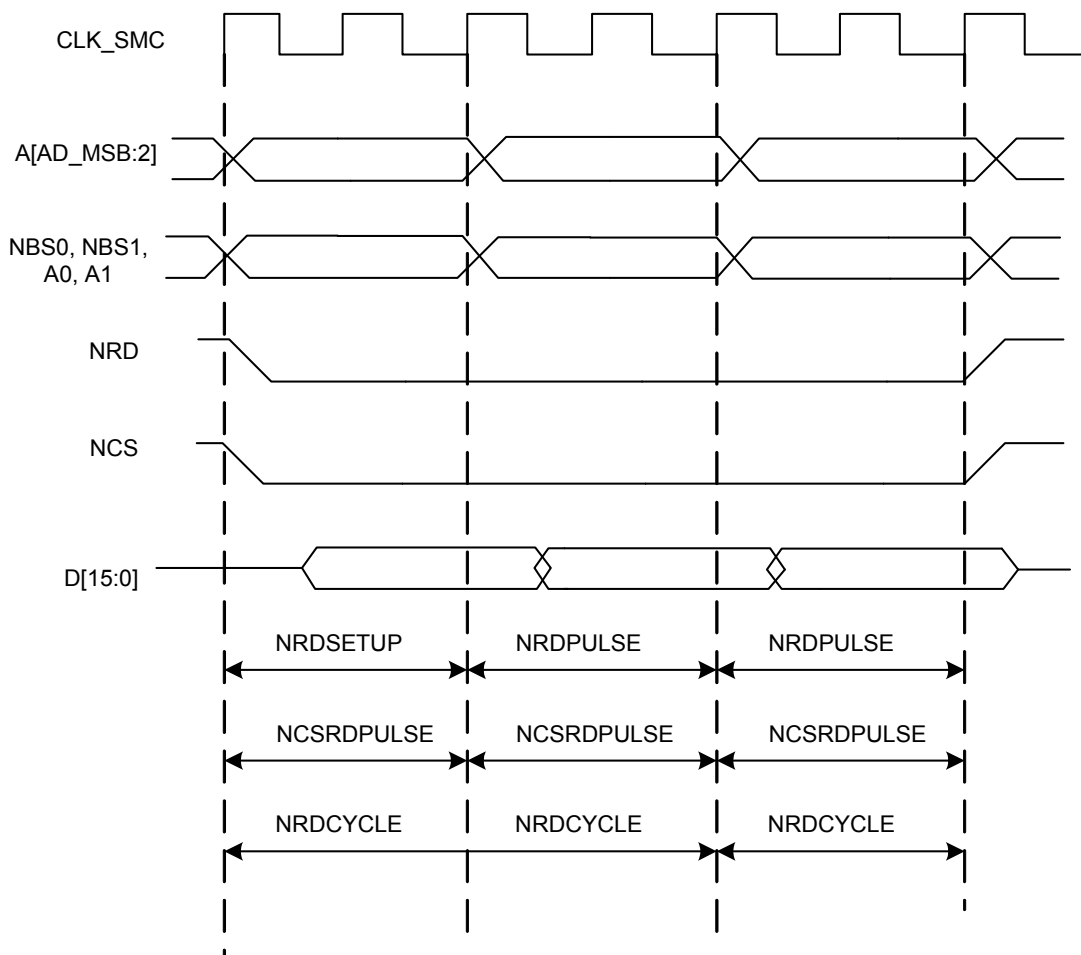 CLK_SMC
A[AD_MSB:2]
NBS0, NBS1,
A0, A1
NRD
NCS
D[15:0]
NRDSETUP NRDPULSE NRDPULSE
NCSRDPULSE NCSRDPULSE NCSRDPULSE
NRDCYCLE NRDCYCLE NRDCYCLE